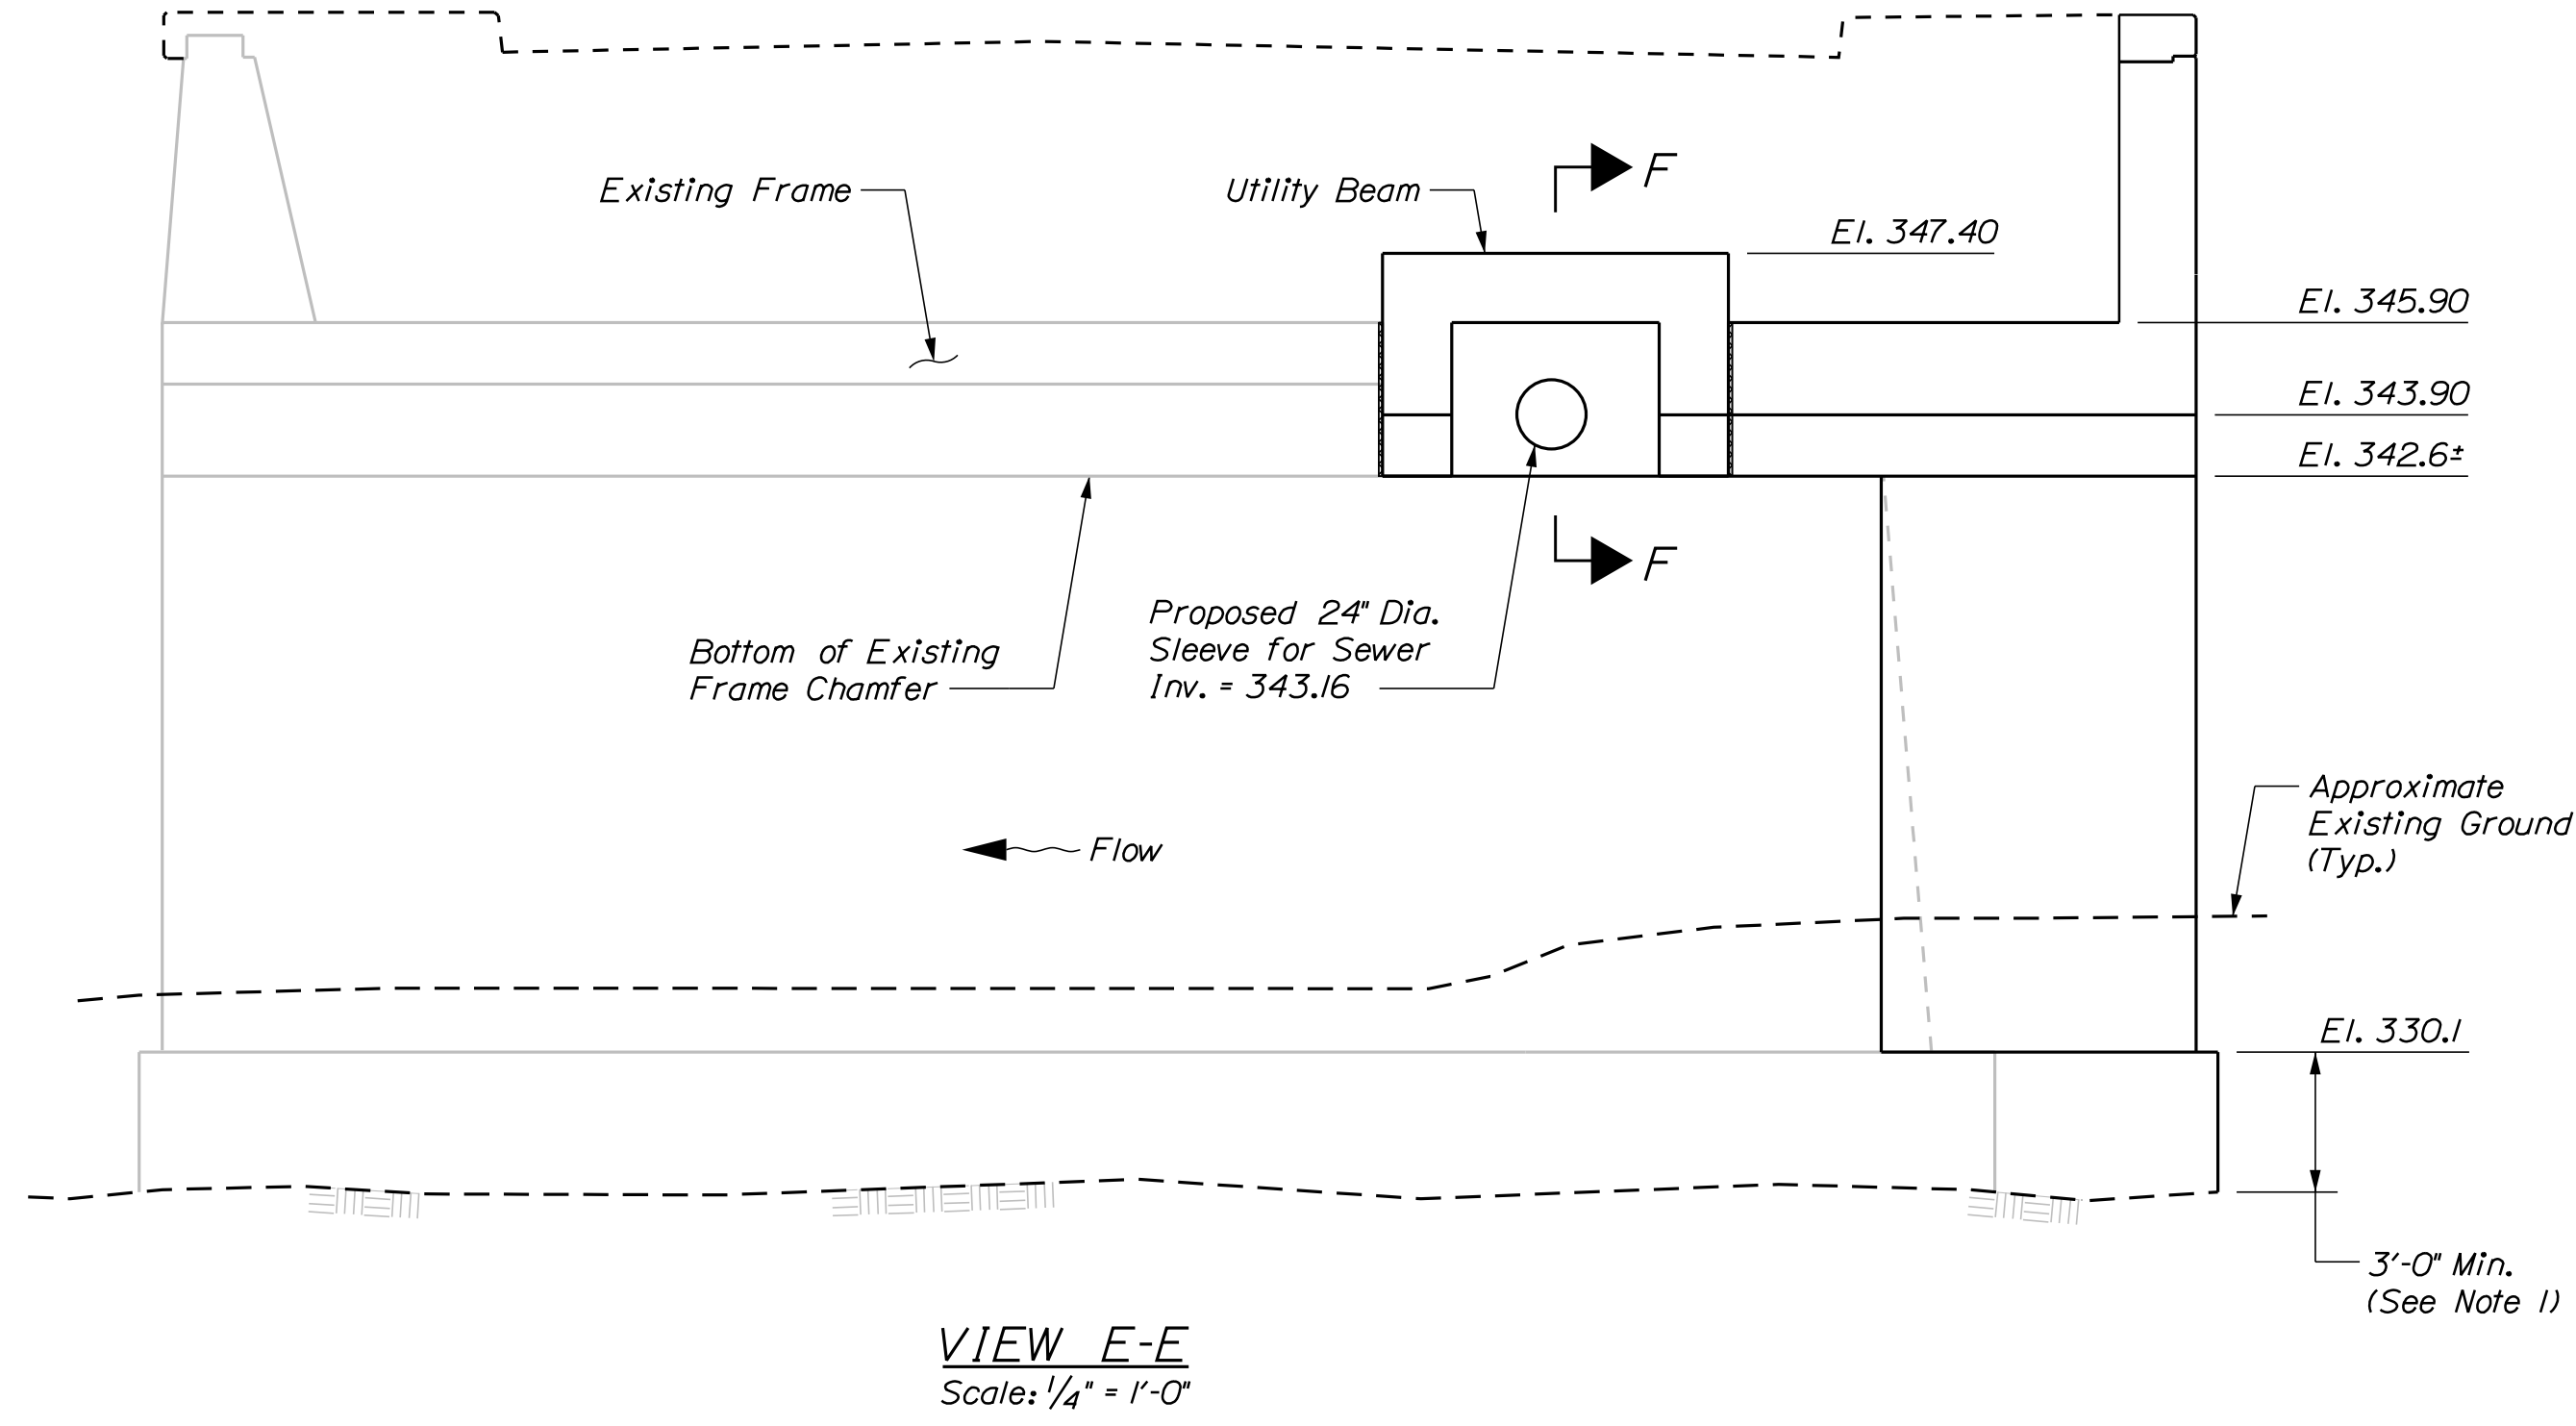 Existing Frame
Utility Beam
F
El. 347.40
El. 345.90
El. 343.90
El. 342.6±
F
Proposed 24" Dia.
Sleeve for Sewer
Inv. = 343.16
Bottom of Existing
Frame Chamfer
Approximate
Existing Ground
(Typ.)
Flow
El. 330.1
3'-0" Min.
(See Note 1)
VIEW E-E
Scale: 1/4" = 1'-0"